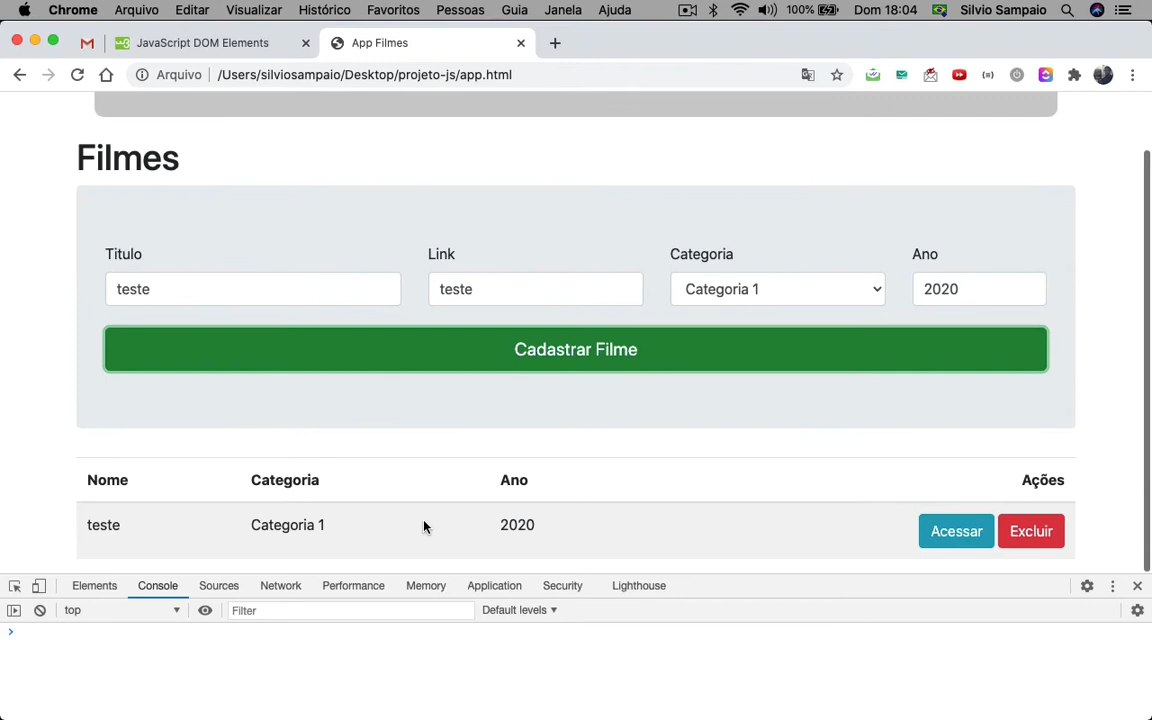 Chrome Arquivo Editar Visualizar Histórico Favoritos Pessoas Guia Janela Ajuda 100% Dom 18:04 Silvio Sampaio
JavaScript DOM Elements App Filmes
Arquivo /Users/silviosampaio/Desktop/projeto-js/app.html
Filmes
Titulo Link Categoria Ano
teste teste Categoria 1 2020
Cadastrar Filme
Nome Categoria Ano Ações
teste Categoria 1 2020 Acessar Excluir
Elements Console Sources Network Performance Memory Application Security Lighthouse
top Filter Default levels